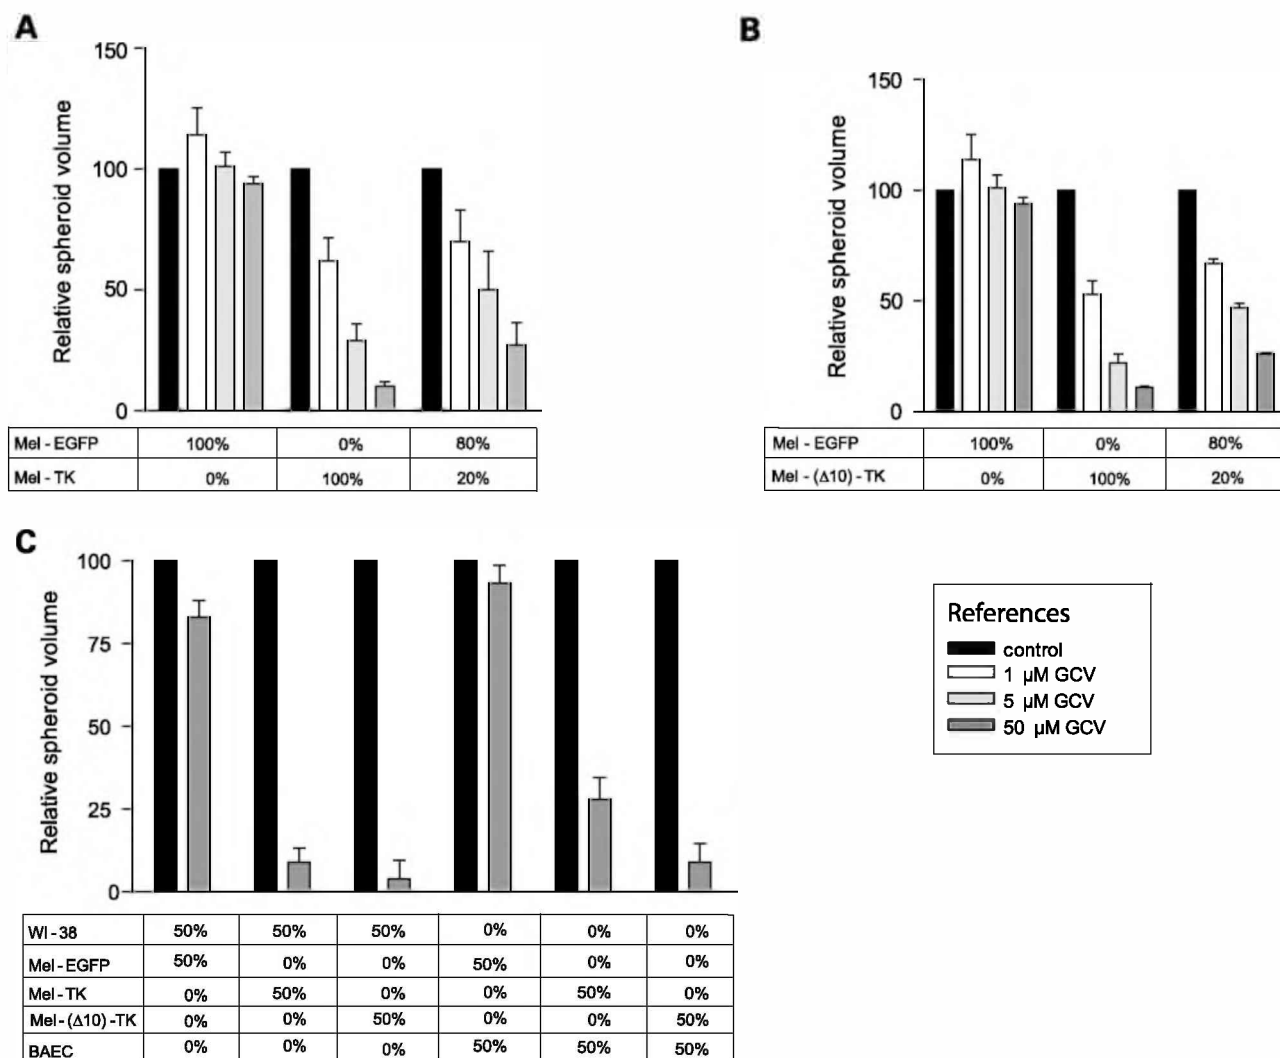 A
Relative spheroid volume
150
100
50
0
Mel - EGFP 100% 0% 80%
Mel - TK 0% 100% 20%
B
Relative spheroid volume
150
100
50
0
Mel - EGFP 100% 0% 80%
Mel - (Δ10) - TK 0% 100% 20%
C
Relative spheroid volume
100
75
50
25
0
WI - 38 50% 50% 50% 0% 0% 0%
Mel - EGFP 50% 0% 0% 50% 0% 0%
Mel - TK 0% 50% 0% 0% 50% 0%
Mel - (Δ10) - TK 0% 0% 50% 0% 0% 50%
BAEC 0% 0% 0% 50% 50% 50%
References
control
1 µM GCV
5 µM GCV
50 µM GCV